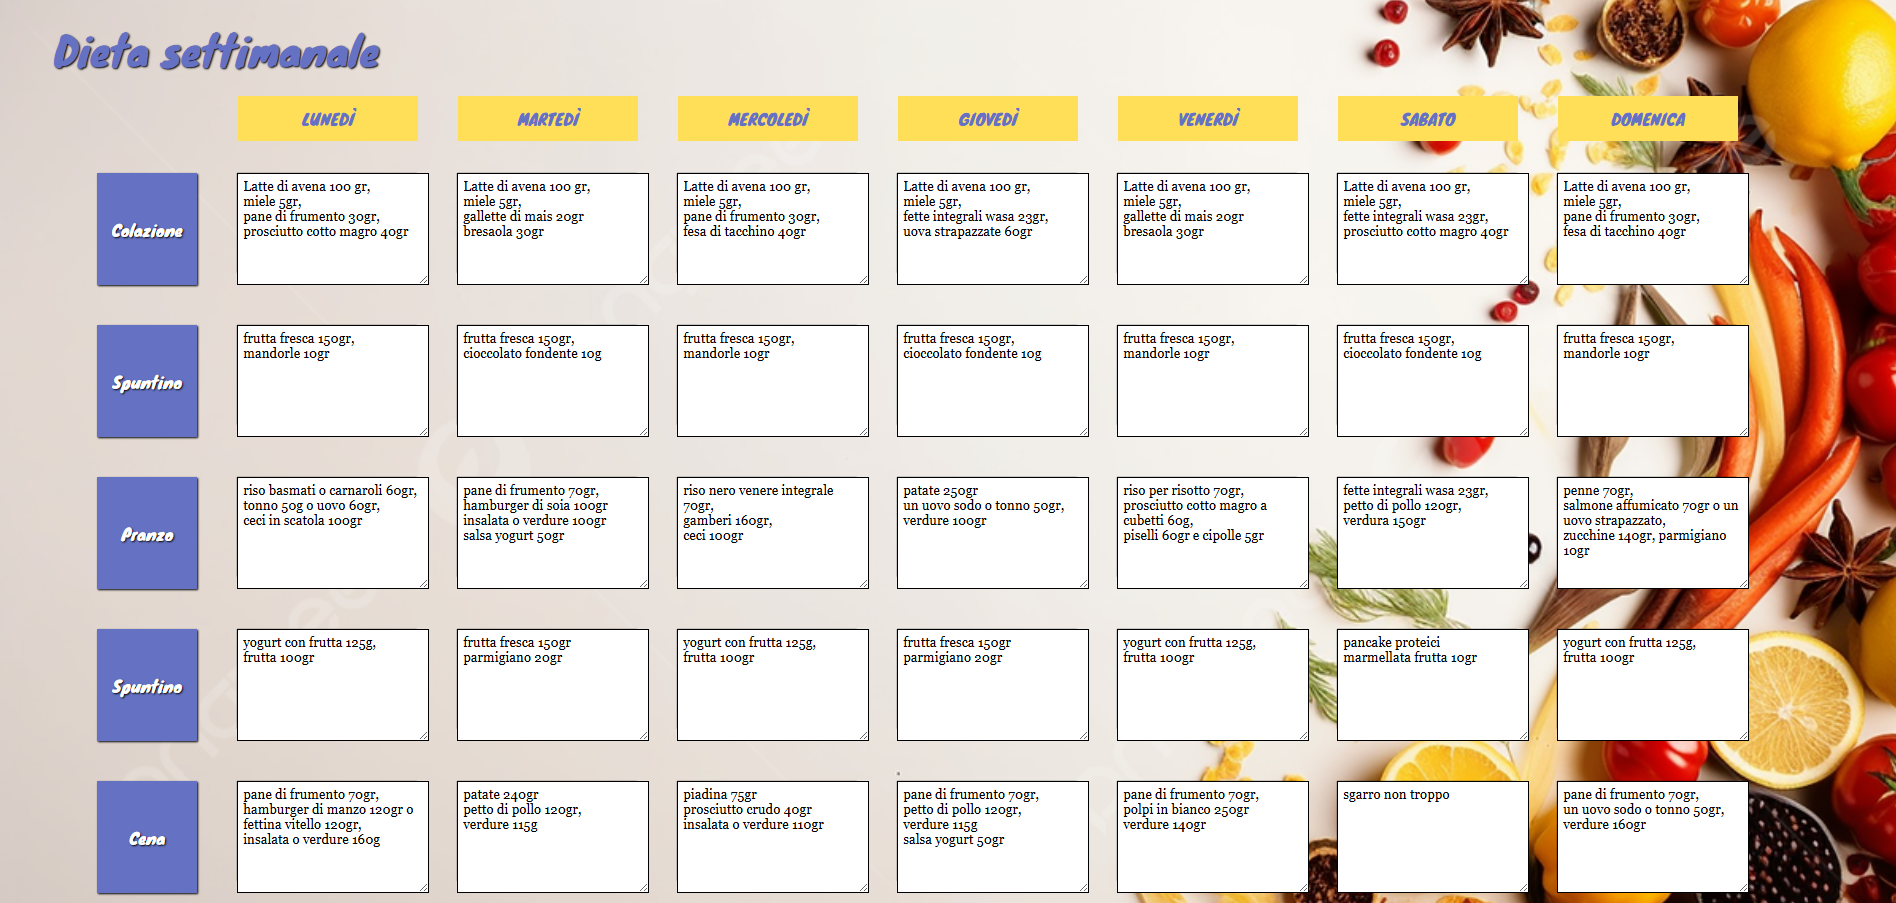 Dieta settimanale
LUNEDÌ
MARTEDÌ
MERCOLEDÌ
GIOVEDÌ
VENERDÌ
SABATO
DOMENICA
Colazione
Latte di avena 100 gr,
miele 5gr,
pane di frumento 30gr,
prosciutto cotto magro 40gr
Latte di avena 100 gr,
miele 5gr,
gallette di mais 20gr
bresaola 30gr
Latte di avena 100 gr,
miele 5gr,
pane di frumento 30gr,
fesa di tacchino 40gr
Latte di avena 100 gr,
miele 5gr,
fette integrali wasa 23gr,
uova strapazzate 60gr
Latte di avena 100 gr,
miele 5gr,
gallette di mais 20gr
bresaola 30gr
Latte di avena 100 gr,
miele 5gr,
fette integrali wasa 23gr,
prosciutto cotto magro 40gr
Latte di avena 100 gr,
miele 5gr,
pane di frumento 30gr,
fesa di tacchino 40gr
Spuntino
frutta fresca 150gr,
mandorle 10gr
frutta fresca 150gr,
cioccolato fondente 10g
frutta fresca 150gr,
mandorle 10gr
frutta fresca 150gr,
cioccolato fondente 10g
frutta fresca 150gr,
mandorle 10gr
frutta fresca 150gr,
cioccolato fondente 10g
frutta fresca 150gr,
mandorle 10gr
Pranzo
riso basmati o carnaroli 60gr,
tonno 50g o uovo 60gr,
ceci in scatola 100gr
pane di frumento 70gr,
hamburger di soia 100gr
insalata o verdure 100gr
salsa yogurt 50gr
riso nero venere integrale
70gr,
gamberi 160gr,
ceci 100gr
patate 250gr
un uovo sodo o tonno 50gr,
verdure 100gr
riso per risotto 70gr,
prosciutto cotto magro a
cubetti 60g,
piselli 60gr e cipolle 5gr
fette integrali wasa 23gr,
petto di pollo 120gr,
verdura 150gr
penne 70gr,
salmone affumicato 70gr o un
uovo strapazzato,
zucchine 140gr, parmigiano
10gr
Spuntino
yogurt con frutta 125g,
frutta 100gr
frutta fresca 150gr
parmigiano 20gr
yogurt con frutta 125g,
frutta 100gr
frutta fresca 150gr
parmigiano 20gr
yogurt con frutta 125g,
frutta 100gr
pancake proteici
marmellata frutta 10gr
yogurt con frutta 125g,
frutta 100gr
Cena
pane di frumento 70gr,
hamburger di manzo 120gr o
fettina vitello 120gr,
insalata o verdure 160g
patate 240gr
petto di pollo 120gr,
verdure 115g
piadina 75gr
prosciutto crudo 40gr
insalata o verdure 110gr
pane di frumento 70gr,
petto di pollo 120gr,
verdure 115g
salsa yogurt 50gr
pane di frumento 70gr,
polpi in bianco 250gr
verdure 140gr
sgarro non troppo
pane di frumento 70gr,
un uovo sodo o tonno 50gr,
verdure 160gr